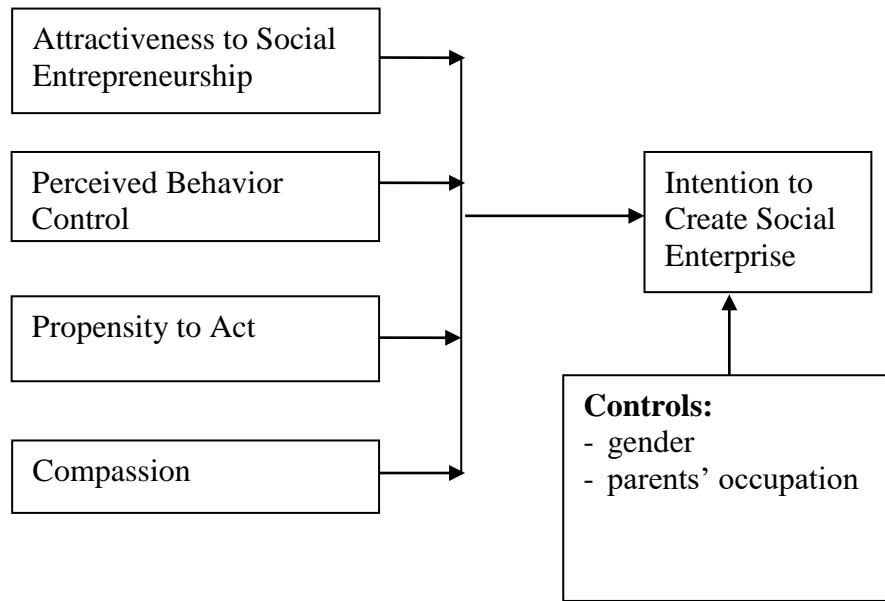 Attractiveness to Social
Entrepreneurship
Perceived Behavior
Control
Propensity to Act
Compassion
Intention to
Create Social
Enterprise
Controls:
- gender
- parents’ occupation